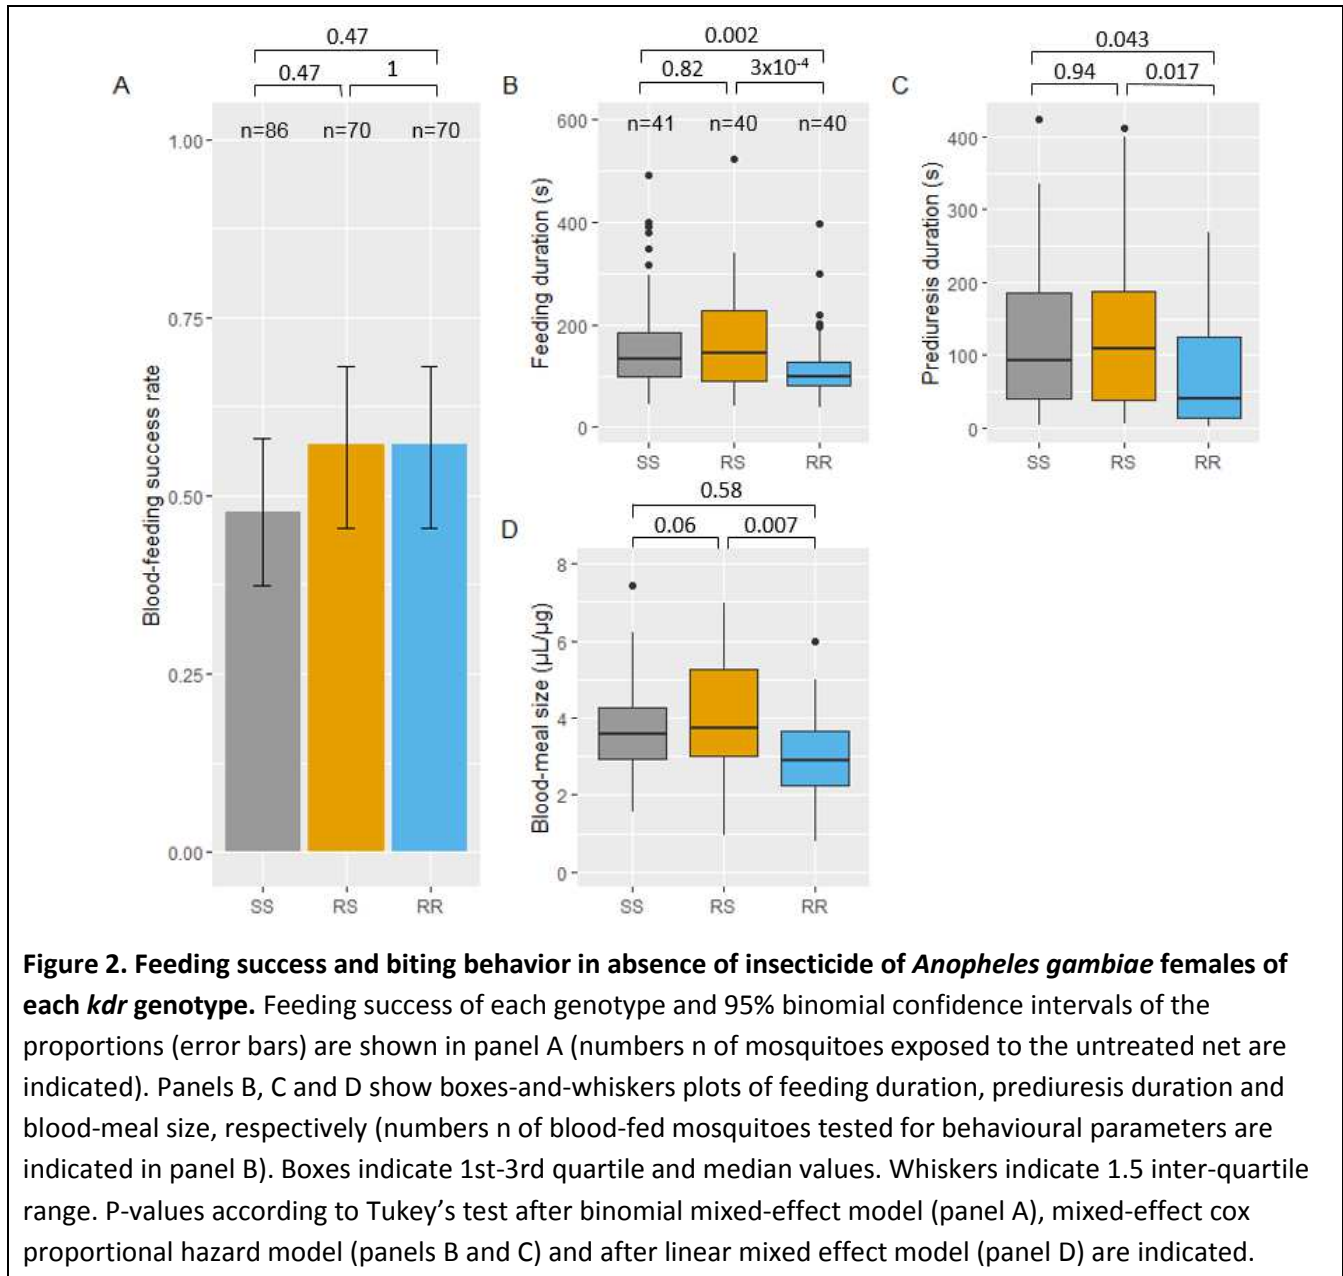 0.47
0.47 1
A
n=86 n=70 n=70
1.00
0.75
0.50
0.25
0.00
Blood-feeding success rate
SS RS RR
0.002
0.82 3x10-4
B
n=41 n=40 n=40
600
400
200
0
Feeding duration (s)
SS RS RR
0.043
0.94 0.017
C
400
300
200
100
0
Prediuresis duration (s)
SS RS RR
0.58
0.06 0.007
D
8
6
4
2
0
Blood-meal size (µL/µg)
SS RS RR
Figure 2. Feeding success and biting behavior in absence of insecticide of Anopheles gambiae females of
each kdr genotype. Feeding success of each genotype and 95% binomial confidence intervals of the
proportions (error bars) are shown in panel A (numbers n of mosquitoes exposed to the untreated net are
indicated). Panels B, C and D show boxes-and-whiskers plots of feeding duration, prediuresis duration and
blood-meal size, respectively (numbers n of blood-fed mosquitoes tested for behavioural parameters are
indicated in panel B). Boxes indicate 1st-3rd quartile and median values. Whiskers indicate 1.5 inter-quartile
range. P-values according to Tukey’s test after binomial mixed-effect model (panel A), mixed-effect cox
proportional hazard model (panels B and C) and after linear mixed effect model (panel D) are indicated.